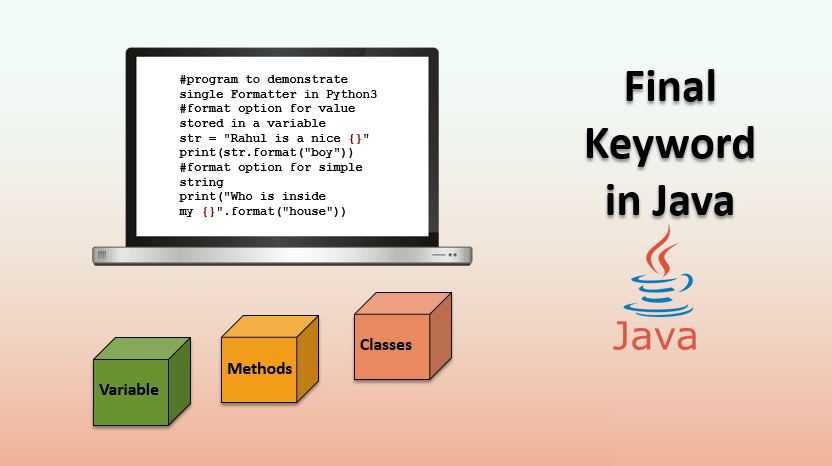 #program to demonstrate
single Formatter in Python3
#format option for value
stored in a variable
str = "Rahul is a nice {}"
print(str.format("boy"))
#format option for simple
string
print("Who is inside
my {}".format("house"))
Final
Keyword
in Java
Java
Variable
Methods
Classes